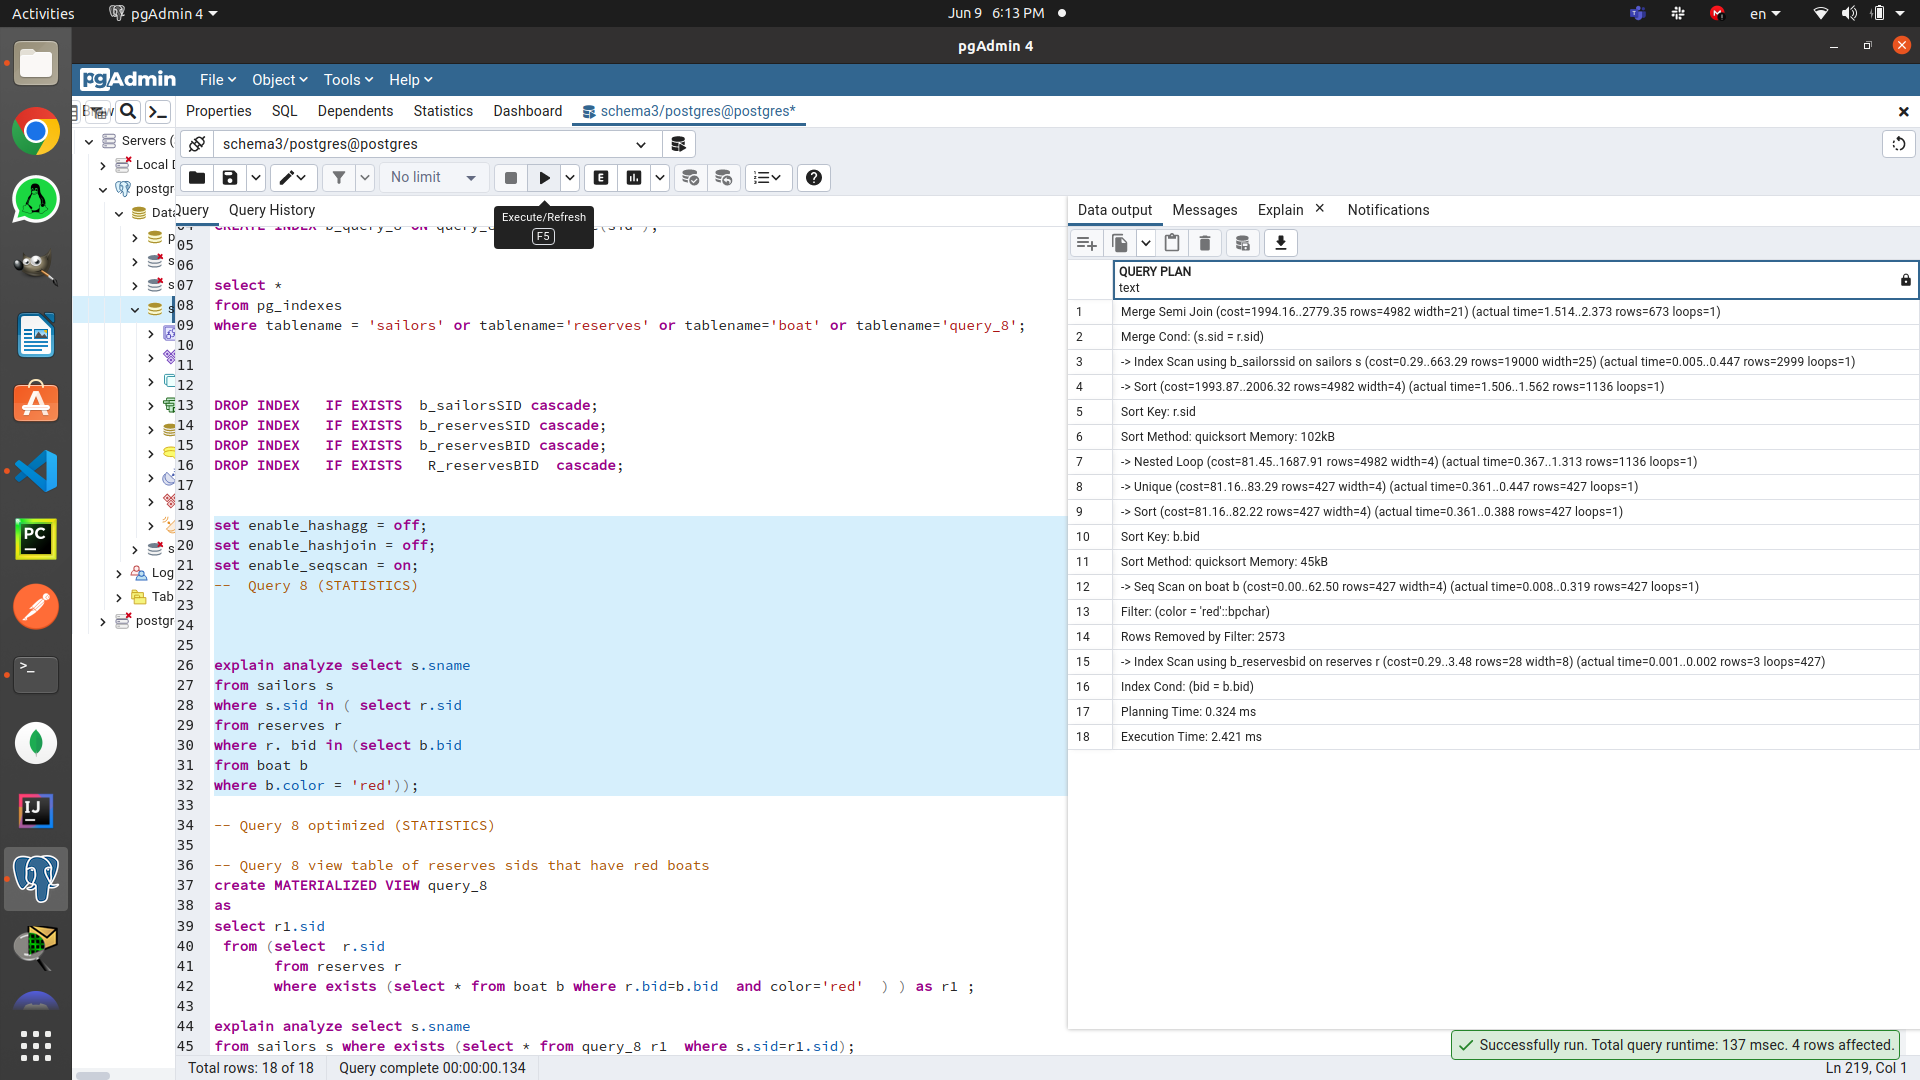 Activities
pgAdmin 4
Jun 9 6:13 PM
en
pgAdmin 4
pgAdmin
File
Object
Tools
Help
Properties
SQL
Dependents
Statistics
Dashboard
schema3/postgres@postgres*
Servers (
Local D
postgr
Data
Log
Tab
postgr
schema3/postgres@postgres
No limit
Execute/Refresh
F5
Query
Query History
05
06
07 select *
08 from pg_indexes
09 where tablename = 'sailors' or tablename='reserves' or tablename='boat' or tablename='query_8';
10
11
12
13 DROP INDEX IF EXISTS b_sailorsSID cascade;
14 DROP INDEX IF EXISTS b_reservesSID cascade;
15 DROP INDEX IF EXISTS b_reservesBID cascade;
16 DROP INDEX IF EXISTS R_reservesBID cascade;
17
18
19 set enable_hashagg = off;
20 set enable_hashjoin = off;
21 set enable_seqscan = on;
22 -- Query 8 (STATISTICS)
23
24
25
26 explain analyze select s.sname
27 from sailors s
28 where s.sid in ( select r.sid
29 from reserves r
30 where r. bid in (select b.bid
31 from boat b
32 where b.color = 'red'));
33
34 -- Query 8 optimized (STATISTICS)
35
36 -- Query 8 view table of reserves sids that have red boats
37 create MATERIALIZED VIEW query_8
38 as
39 select r1.sid
40 from (select r.sid
41 from reserves r
42 where exists (select * from boat b where r.bid=b.bid and color='red' ) ) as r1 ;
43
44 explain analyze select s.sname
45 from sailors s where exists (select * from query_8 r1 where s.sid=r1.sid);
Data output
Messages
Explain
Notifications
QUERY PLAN
text
1 Merge Semi Join (cost=1994.16..2779.35 rows=4982 width=21) (actual time=1.514..2.373 rows=673 loops=1)
2 Merge Cond: (s.sid = r.sid)
3 -> Index Scan using b_sailorssid on sailors s (cost=0.29..663.29 rows=19000 width=25) (actual time=0.005..0.447 rows=2999 loops=1)
4 -> Sort (cost=1993.87..2006.32 rows=4982 width=4) (actual time=1.506..1.562 rows=1136 loops=1)
5 Sort Key: r.sid
6 Sort Method: quicksort Memory: 102kB
7 -> Nested Loop (cost=81.45..1687.91 rows=4982 width=4) (actual time=0.367..1.313 rows=1136 loops=1)
8 -> Unique (cost=81.16..83.29 rows=427 width=4) (actual time=0.361..0.447 rows=427 loops=1)
9 -> Sort (cost=81.16..82.22 rows=427 width=4) (actual time=0.361..0.388 rows=427 loops=1)
10 Sort Key: b.bid
11 Sort Method: quicksort Memory: 45kB
12 -> Seq Scan on boat b (cost=0.00..62.50 rows=427 width=4) (actual time=0.008..0.319 rows=427 loops=1)
13 Filter: (color = 'red'::bpchar)
14 Rows Removed by Filter: 2573
15 -> Index Scan using b_reservesbid on reserves r (cost=0.29..3.48 rows=28 width=8) (actual time=0.001..0.002 rows=3 loops=427)
16 Index Cond: (bid = b.bid)
17 Planning Time: 0.324 ms
18 Execution Time: 2.421 ms
Successfully run. Total query runtime: 137 msec. 4 rows affected.
Total rows: 18 of 18
Query complete 00:00:00.134
Ln 219, Col 1